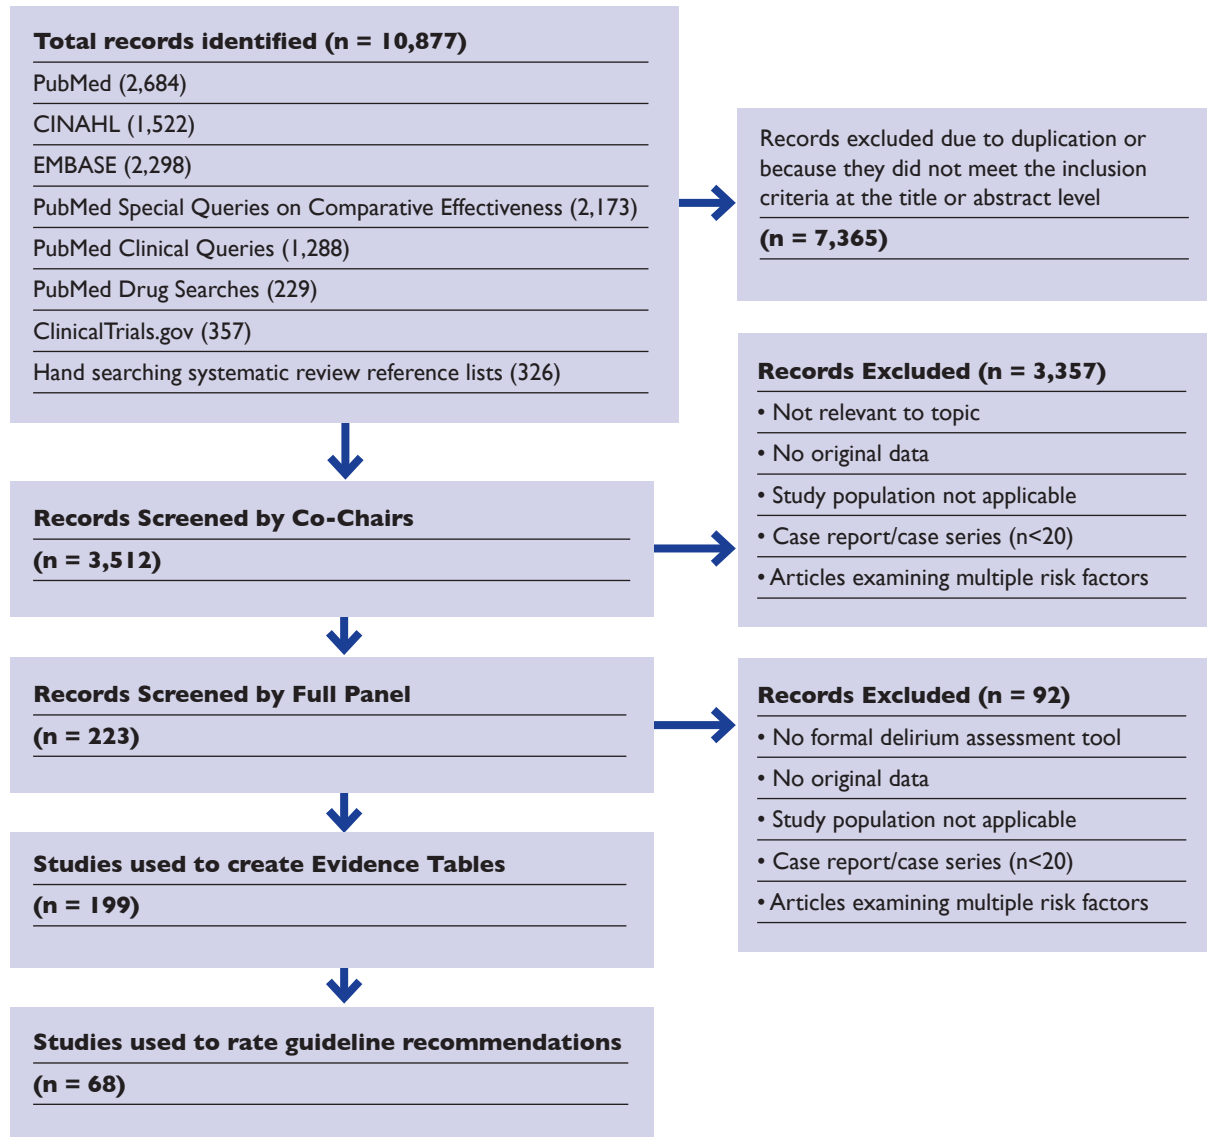 Total records identified (n = 10,877)
PubMed (2,684)
CINAHL (1,522)
EMBASE (2,298)
PubMed Special Queries on Comparative Effectiveness (2,173)
PubMed Clinical Queries (1,288)
PubMed Drug Searches (229)
ClinicalTrials.gov (357)
Hand searching systematic review reference lists (326)
Records excluded due to duplication or
because they did not meet the inclusion
criteria at the title or abstract level
(n = 7,365)
Records Screened by Co-Chairs
(n = 3,512)
Records Excluded (n = 3,357)
• Not relevant to topic
• No original data
• Study population not applicable
• Case report/case series (n<20)
• Articles examining multiple risk factors
Records Screened by Full Panel
(n = 223)
Records Excluded (n = 92)
• No formal delirium assessment tool
• No original data
• Study population not applicable
• Case report/case series (n<20)
• Articles examining multiple risk factors
Studies used to create Evidence Tables
(n = 199)
Studies used to rate guideline recommendations
(n = 68)